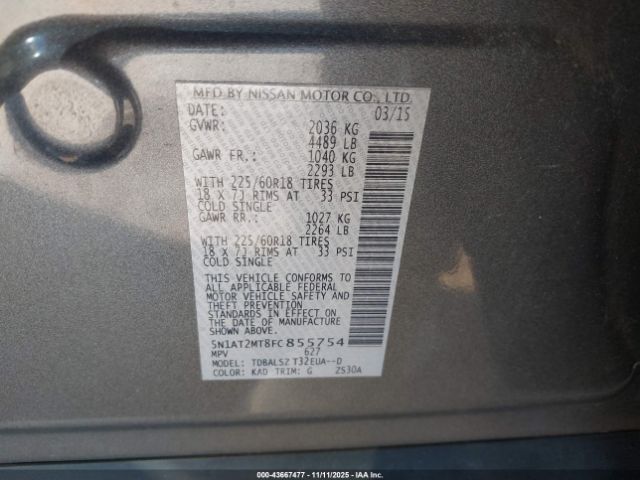 MFD BY NISSAN MOTOR CO., LTD.
DATE: 03/15
GVWR: 2036 KG
4489 LB
GAWR FR.: 1040 KG
2293 LB
WITH 225/60R18 TIRES
18 X 7J RIMS AT 33 PSI
COLD SINGLE
GAWR RR.: 1027 KG
2264 LB
WITH 225/60R18 TIRES
18 X 7J RIMS AT 33 PSI
COLD SINGLE
THIS VEHICLE CONFORMS TO
ALL APPLICABLE FEDERAL
MOTOR VEHICLE SAFETY AND
THEFT PREVENTION
STANDARDS IN EFFECT ON
THE DATE OF MANUFACTURE
SHOWN ABOVE.
5N1AT2MT8FC855754
MPV 627
MODEL: TDBALSZ T32EUA--D
COLOR: KAD TRIM: G ZS30A
000-43667477 - 11/11/2025 - IAA Inc.